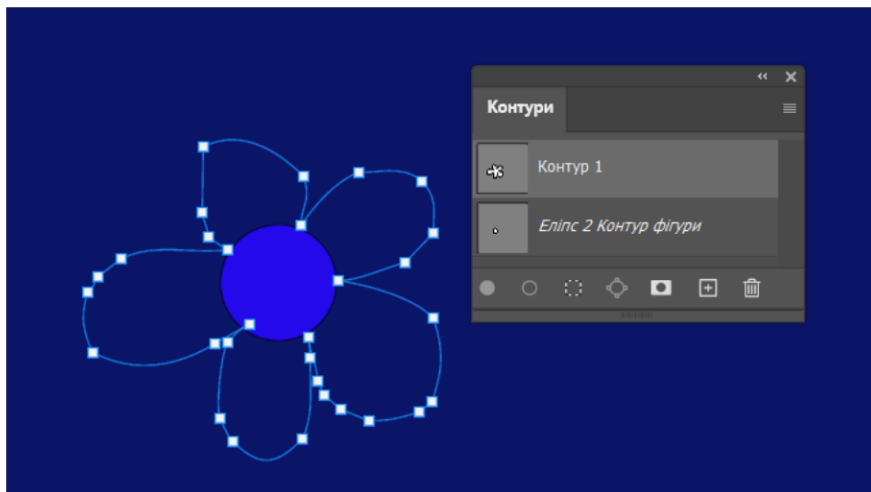 Контури
Контур 1
Еліпс 2 Контур фігури